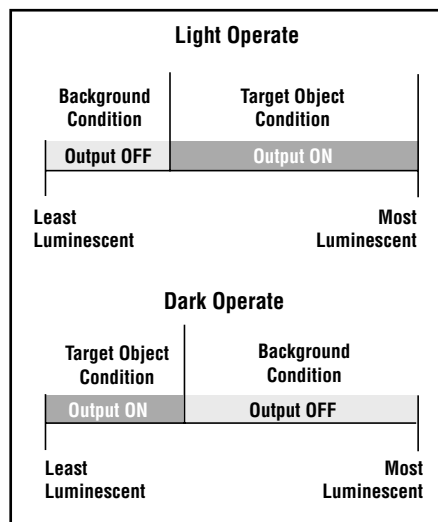 Light Operate
Background Target Object
Condition Condition
Output OFF Output ON
Least Most
Luminescent Luminescent
Dark Operate
Target Object Background
Condition Condition
Output ON Output OFF
Least Most
Luminescent Luminescent